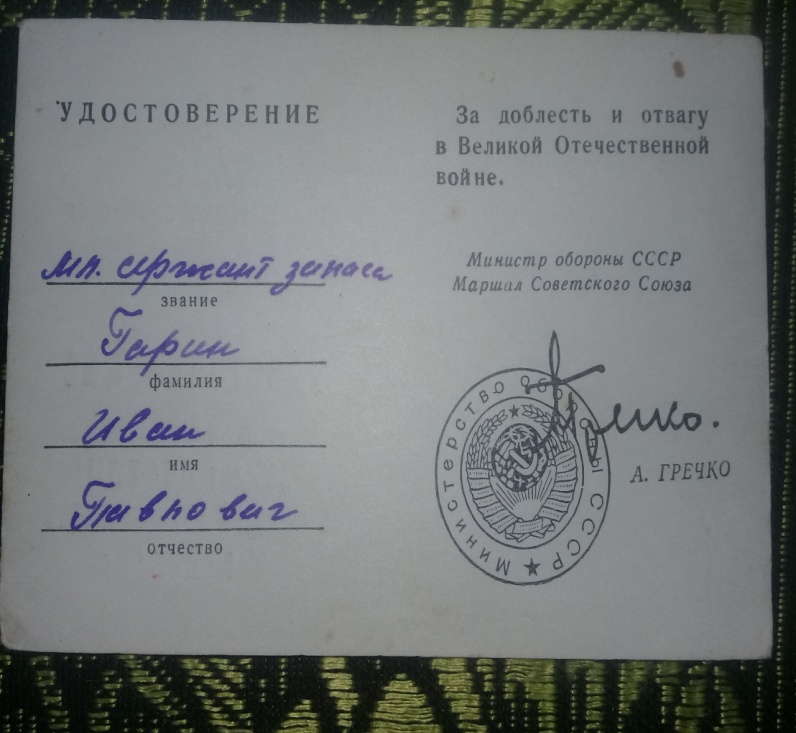 УДОСТОВЕРЕНИЕ
мл. сержант запаса
звание
Гарин
фамилия
Иван
имя
Павлович
отчество
За доблесть и отвагу
в Великой Отечественной
войне.
Министр обороны СССР
Маршал Советского Союза
Гречко.
А. ГРЕЧКО
Министерство Обороны СССР